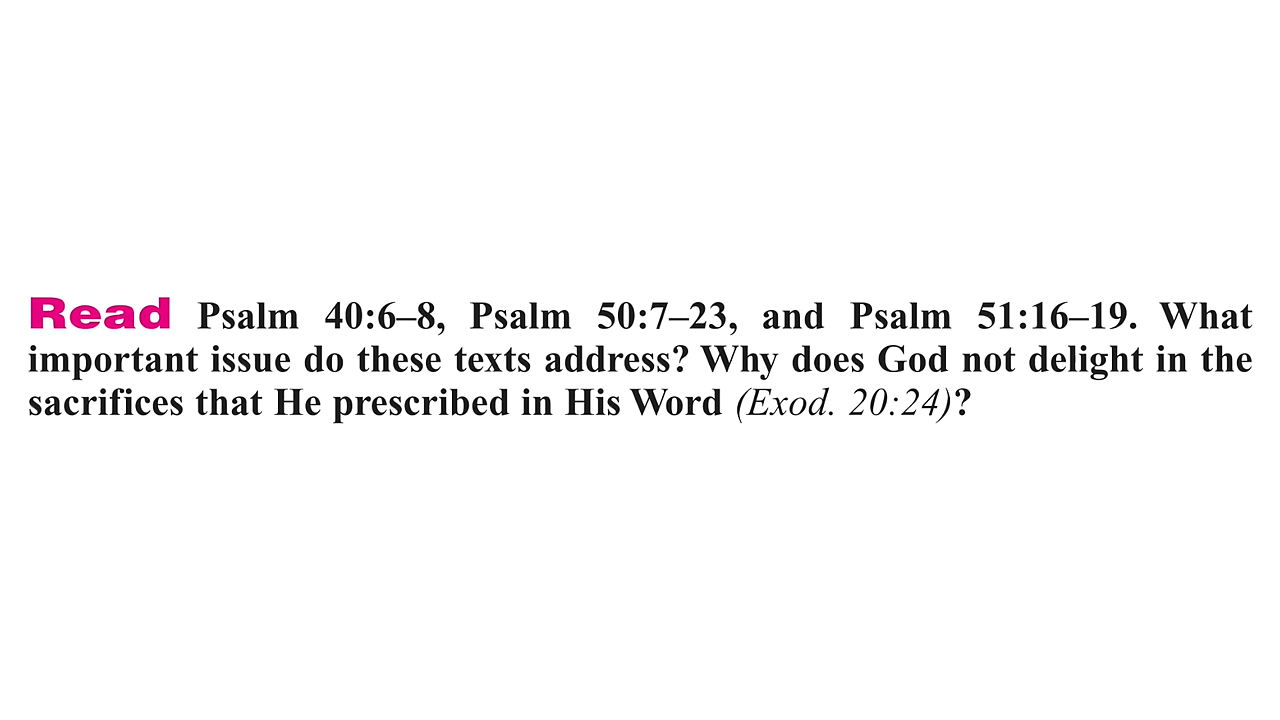 Read Psalm 40:6–8, Psalm 50:7–23, and Psalm 51:16–19. What
important issue do these texts address? Why does God not delight in the
sacrifices that He prescribed in His Word (Exod. 20:24)?